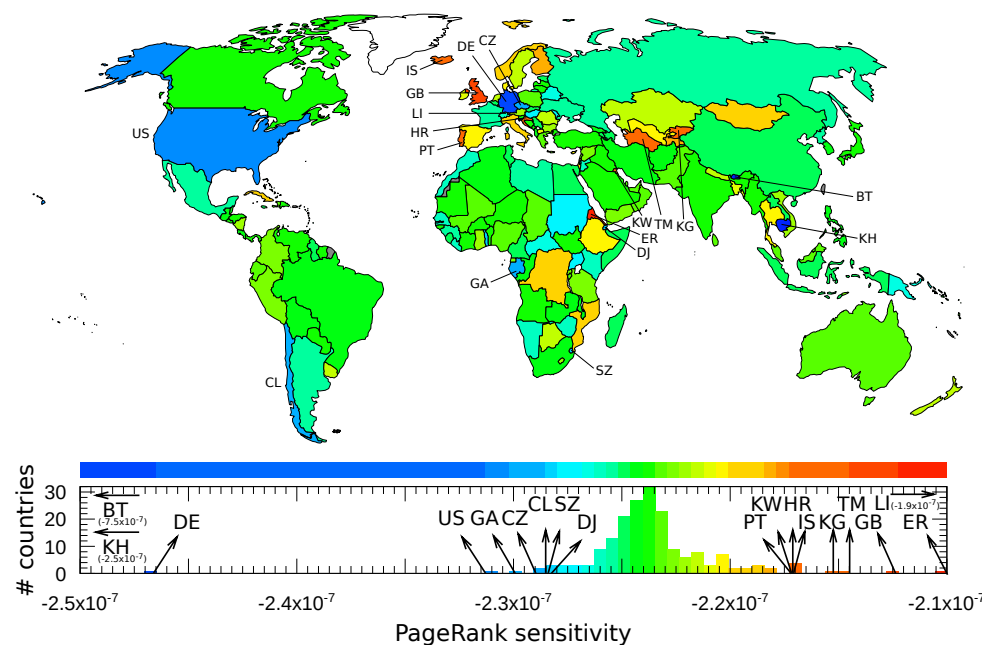 CZ
DE
IS
GB
LI
HR
PT
US
BT
KW TM KG
ER
KH
DJ
GA
SZ
CL
# countries
30
20
10
0
BT
(-7.5x10⁻⁷)
KH
(-2.5x10⁻⁷)
DE
US GA CZ CL SZ DJ
PT KW HR IS KG TM GB LI ER
(-1.9x10⁻⁷)
-2.5x10⁻⁷ -2.4x10⁻⁷ -2.3x10⁻⁷ -2.2x10⁻⁷ -2.1x10⁻⁷
PageRank sensitivity